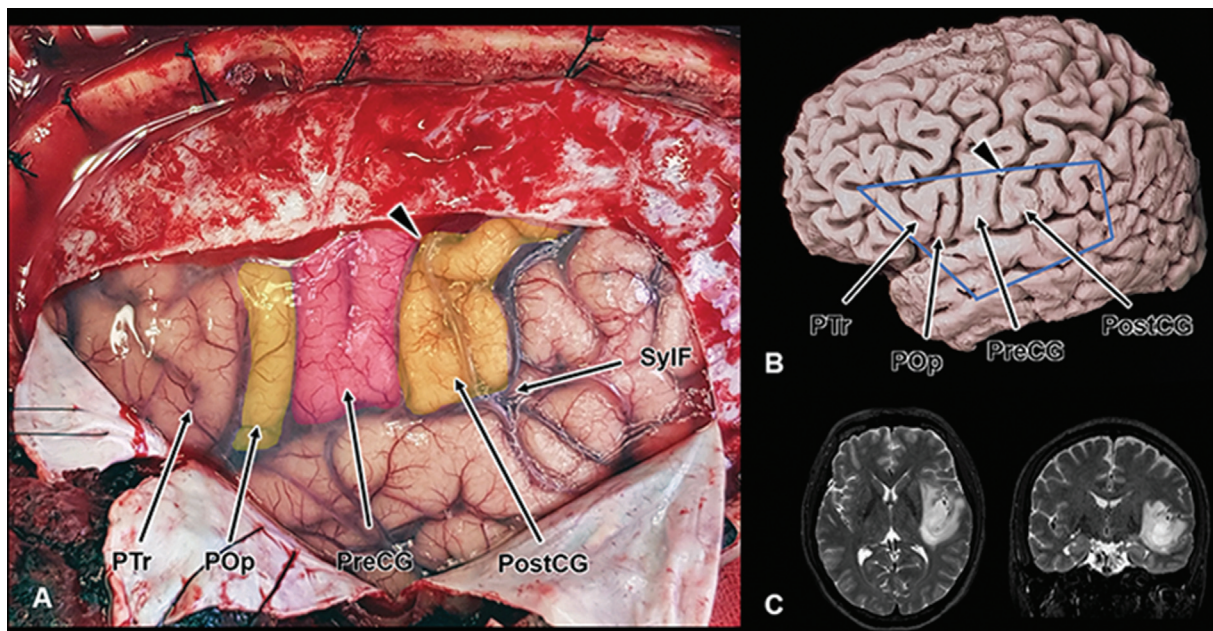 SylF
PTr
POp
PreCG
PostCG
A
PTr
POp
PreCG
PostCG
B
C